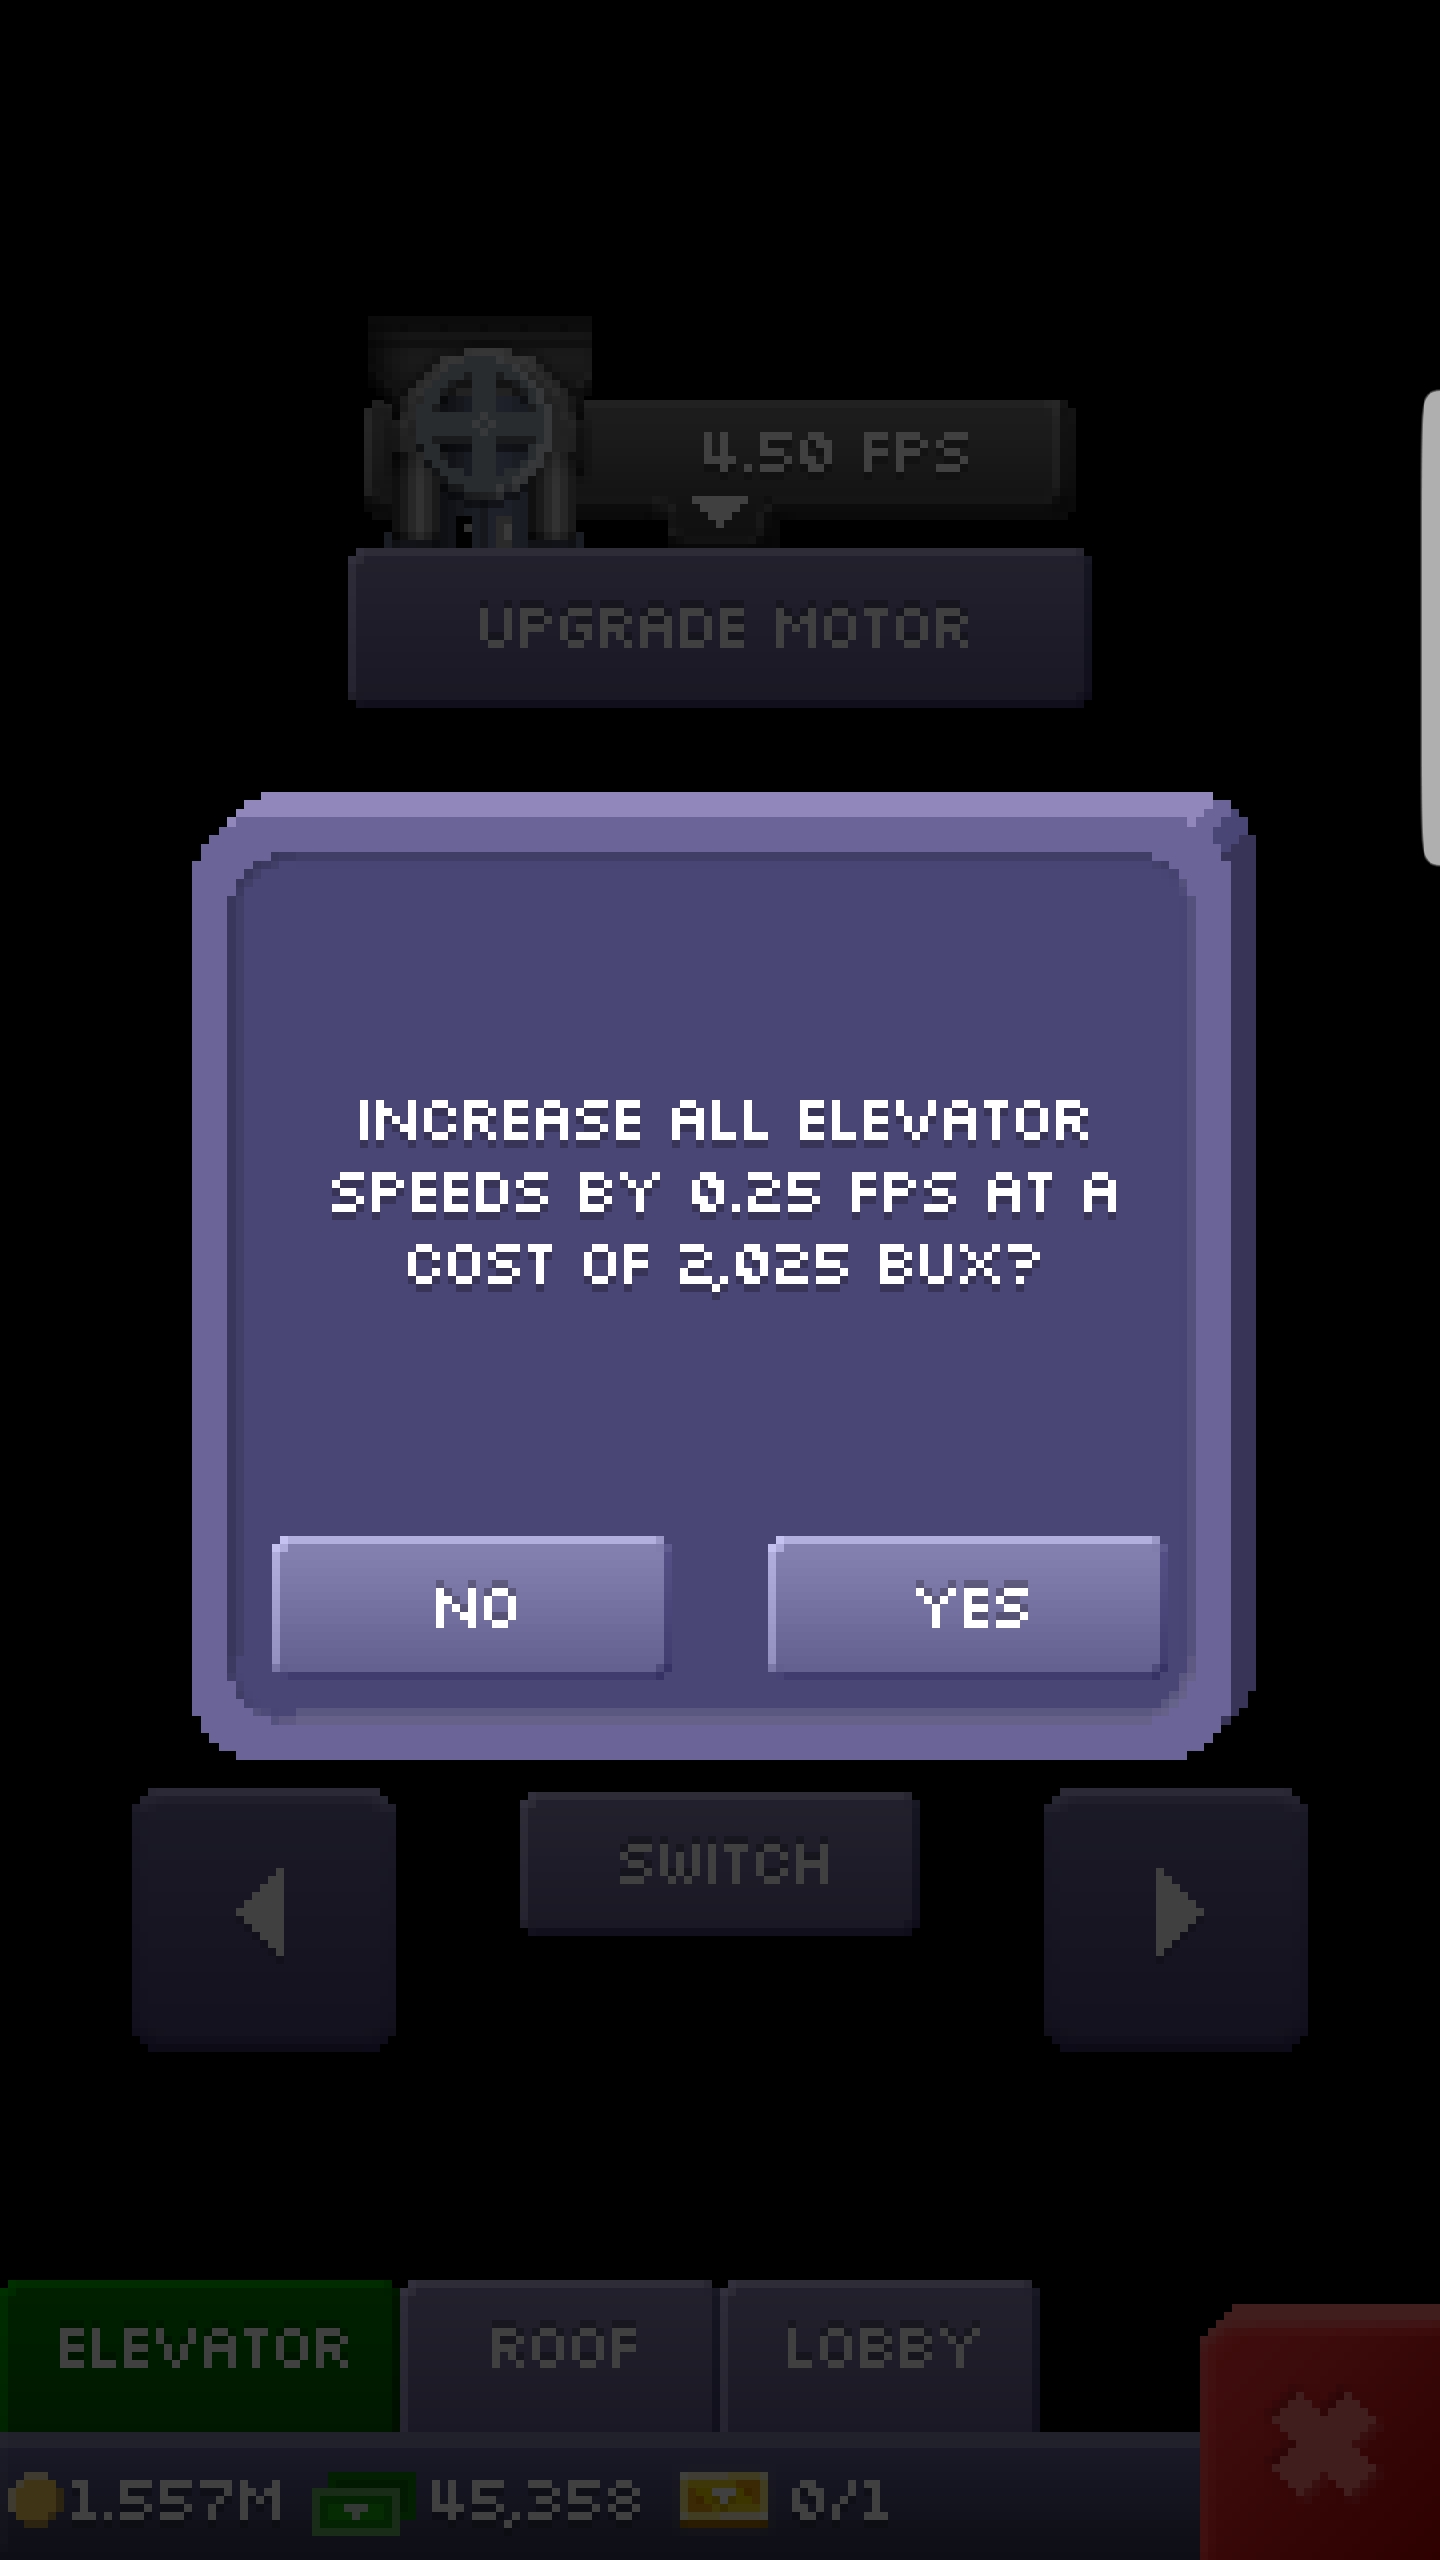 4.50 FPS
UPGRADE MOTOR
INCREASE ALL ELEVATOR
SPEEDS BY 0.25 FPS AT A
COST OF 2,025 BUX?
NO YES
SWITCH
ELEVATOR ROOF LOBBY
1.557M 45,358 0/1